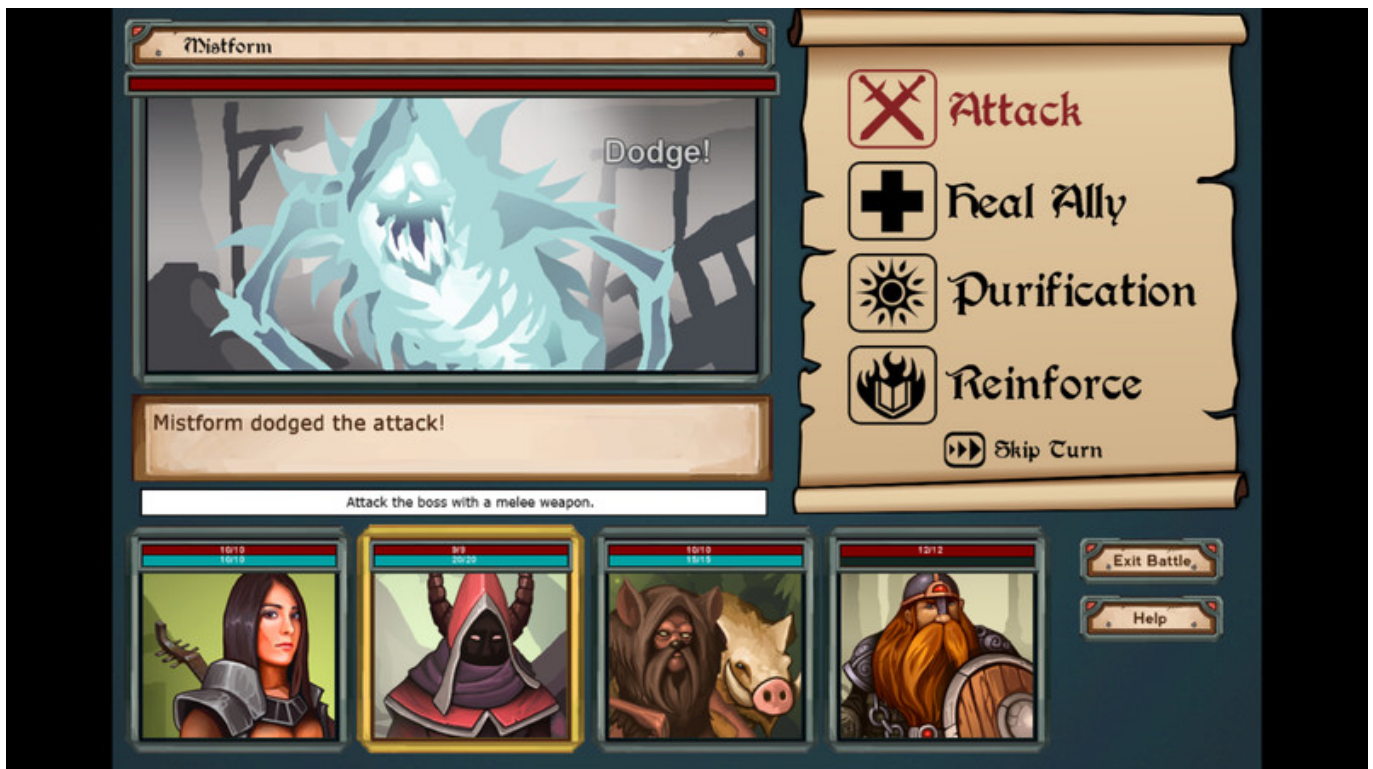 Mistform
Dodge!
Mistform dodged the attack!
Attack the boss with a melee weapon.
Attack
Heal Ally
Purification
Reinforce
Skip Turn
10/10
10/10
9/9
20/20
10/10
15/15
12/12
Exit Battle
Help